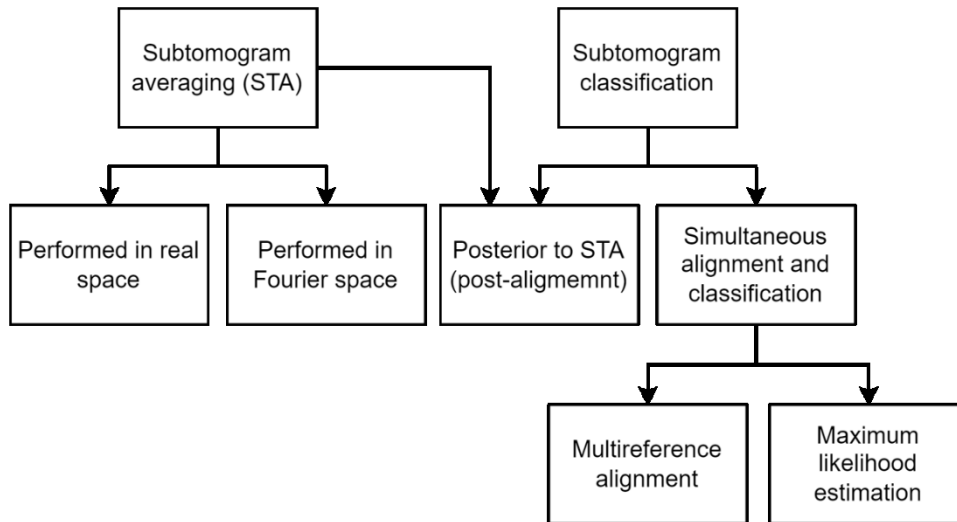 Subtomogram
averaging (STA)
Subtomogram
classification
Performed in real
space
Performed in
Fourier space
Posterior to STA
(post-aligmemnt)
Simultaneous
alignment and
classification
Multireference
alignment
Maximum
likelihood
estimation